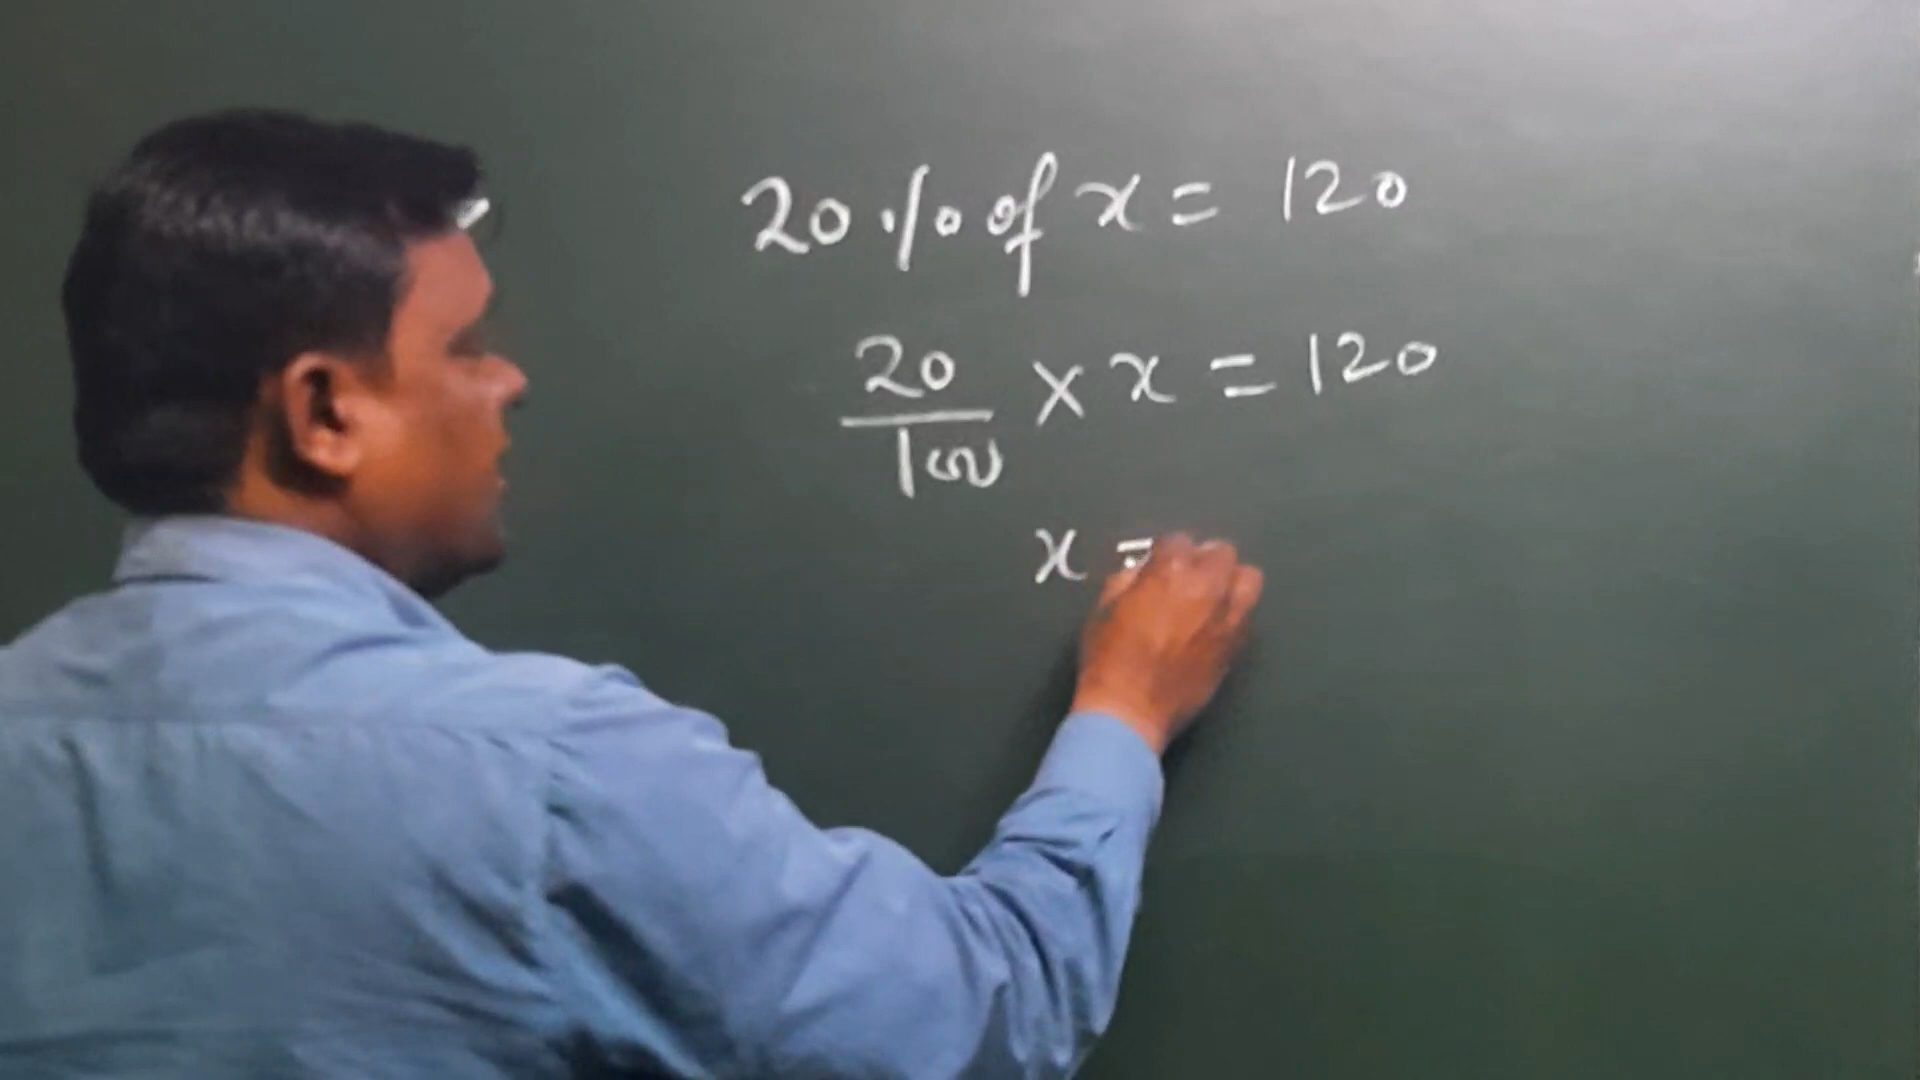 20 % of x = 120
20/100 × x = 120
x =